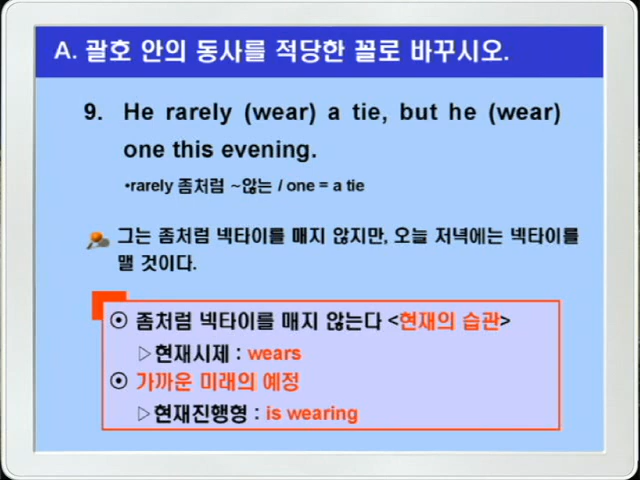 A. 괄호 안의 동사를 적당한 꼴로 바꾸시오.
9. He rarely (wear) a tie, but he (wear)
one this evening.
•rarely 좀처럼 ~않는 / one = a tie
그는 좀처럼 넥타이를 매지 않지만, 오늘 저녁에는 넥타이를
맬 것이다.
⊙ 좀처럼 넥타이를 매지 않는다 <현재의 습관>
▷현재시제 : wears
⊙ 가까운 미래의 예정
▷현재진행형 : is wearing